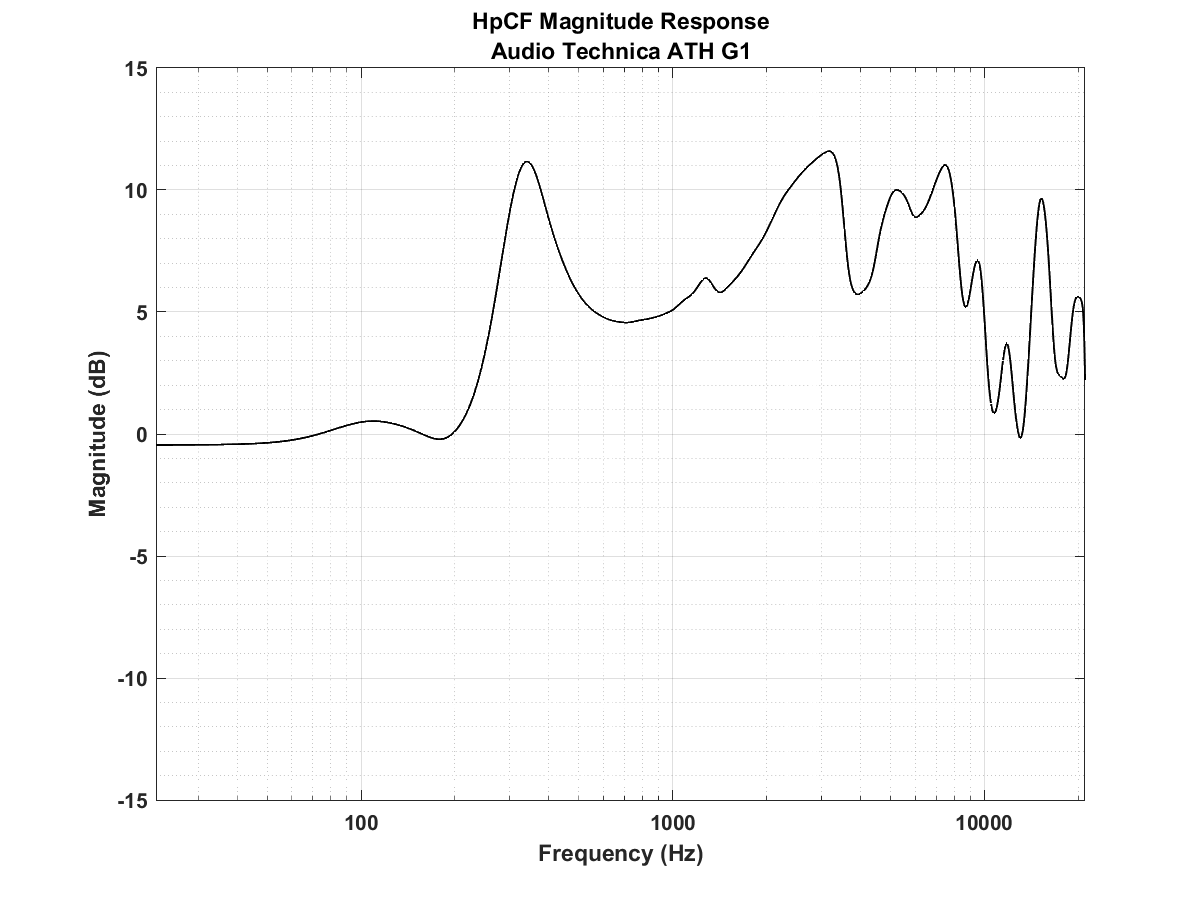 HpCF Magnitude Response
Audio Technica ATH G1
15
10
5
0
-5
-10
-15
Magnitude (dB)
100
1000
10000
Frequency (Hz)